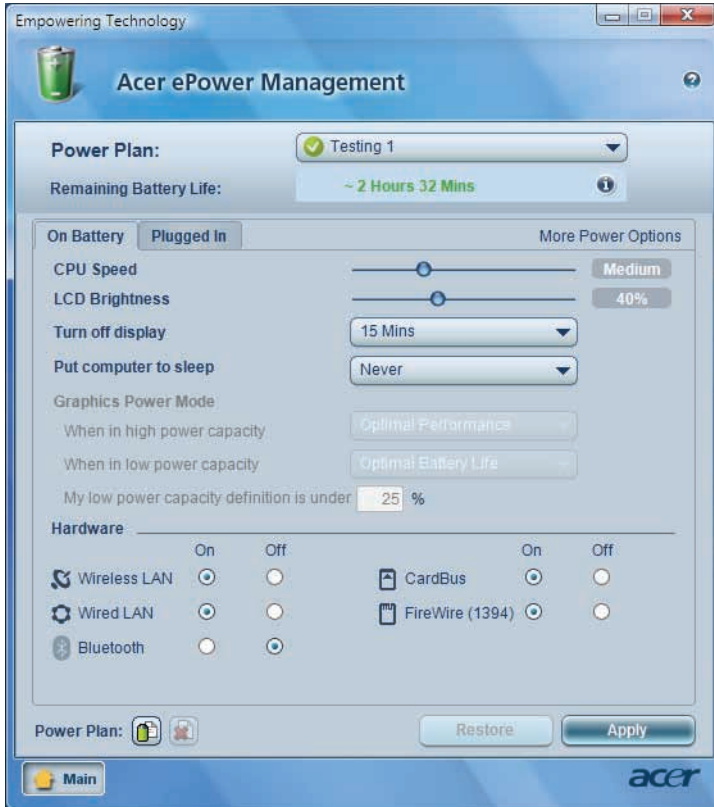 Empowering Technology
Acer ePower Management
Power Plan: Testing 1
Remaining Battery Life: ~ 2 Hours 32 Mins
On Battery Plugged In More Power Options
CPU Speed Medium
LCD Brightness 40%
Turn off display 15 Mins
Put computer to sleep Never
Graphics Power Mode
When in high power capacity Optimal Performance
When in low power capacity Optimal Battery Life
My low power capacity definition is under 25 %
Hardware
On Off On Off
Wireless LAN CardBus
Wired LAN FireWire (1394)
Bluetooth
Power Plan: Restore Apply
Main acer